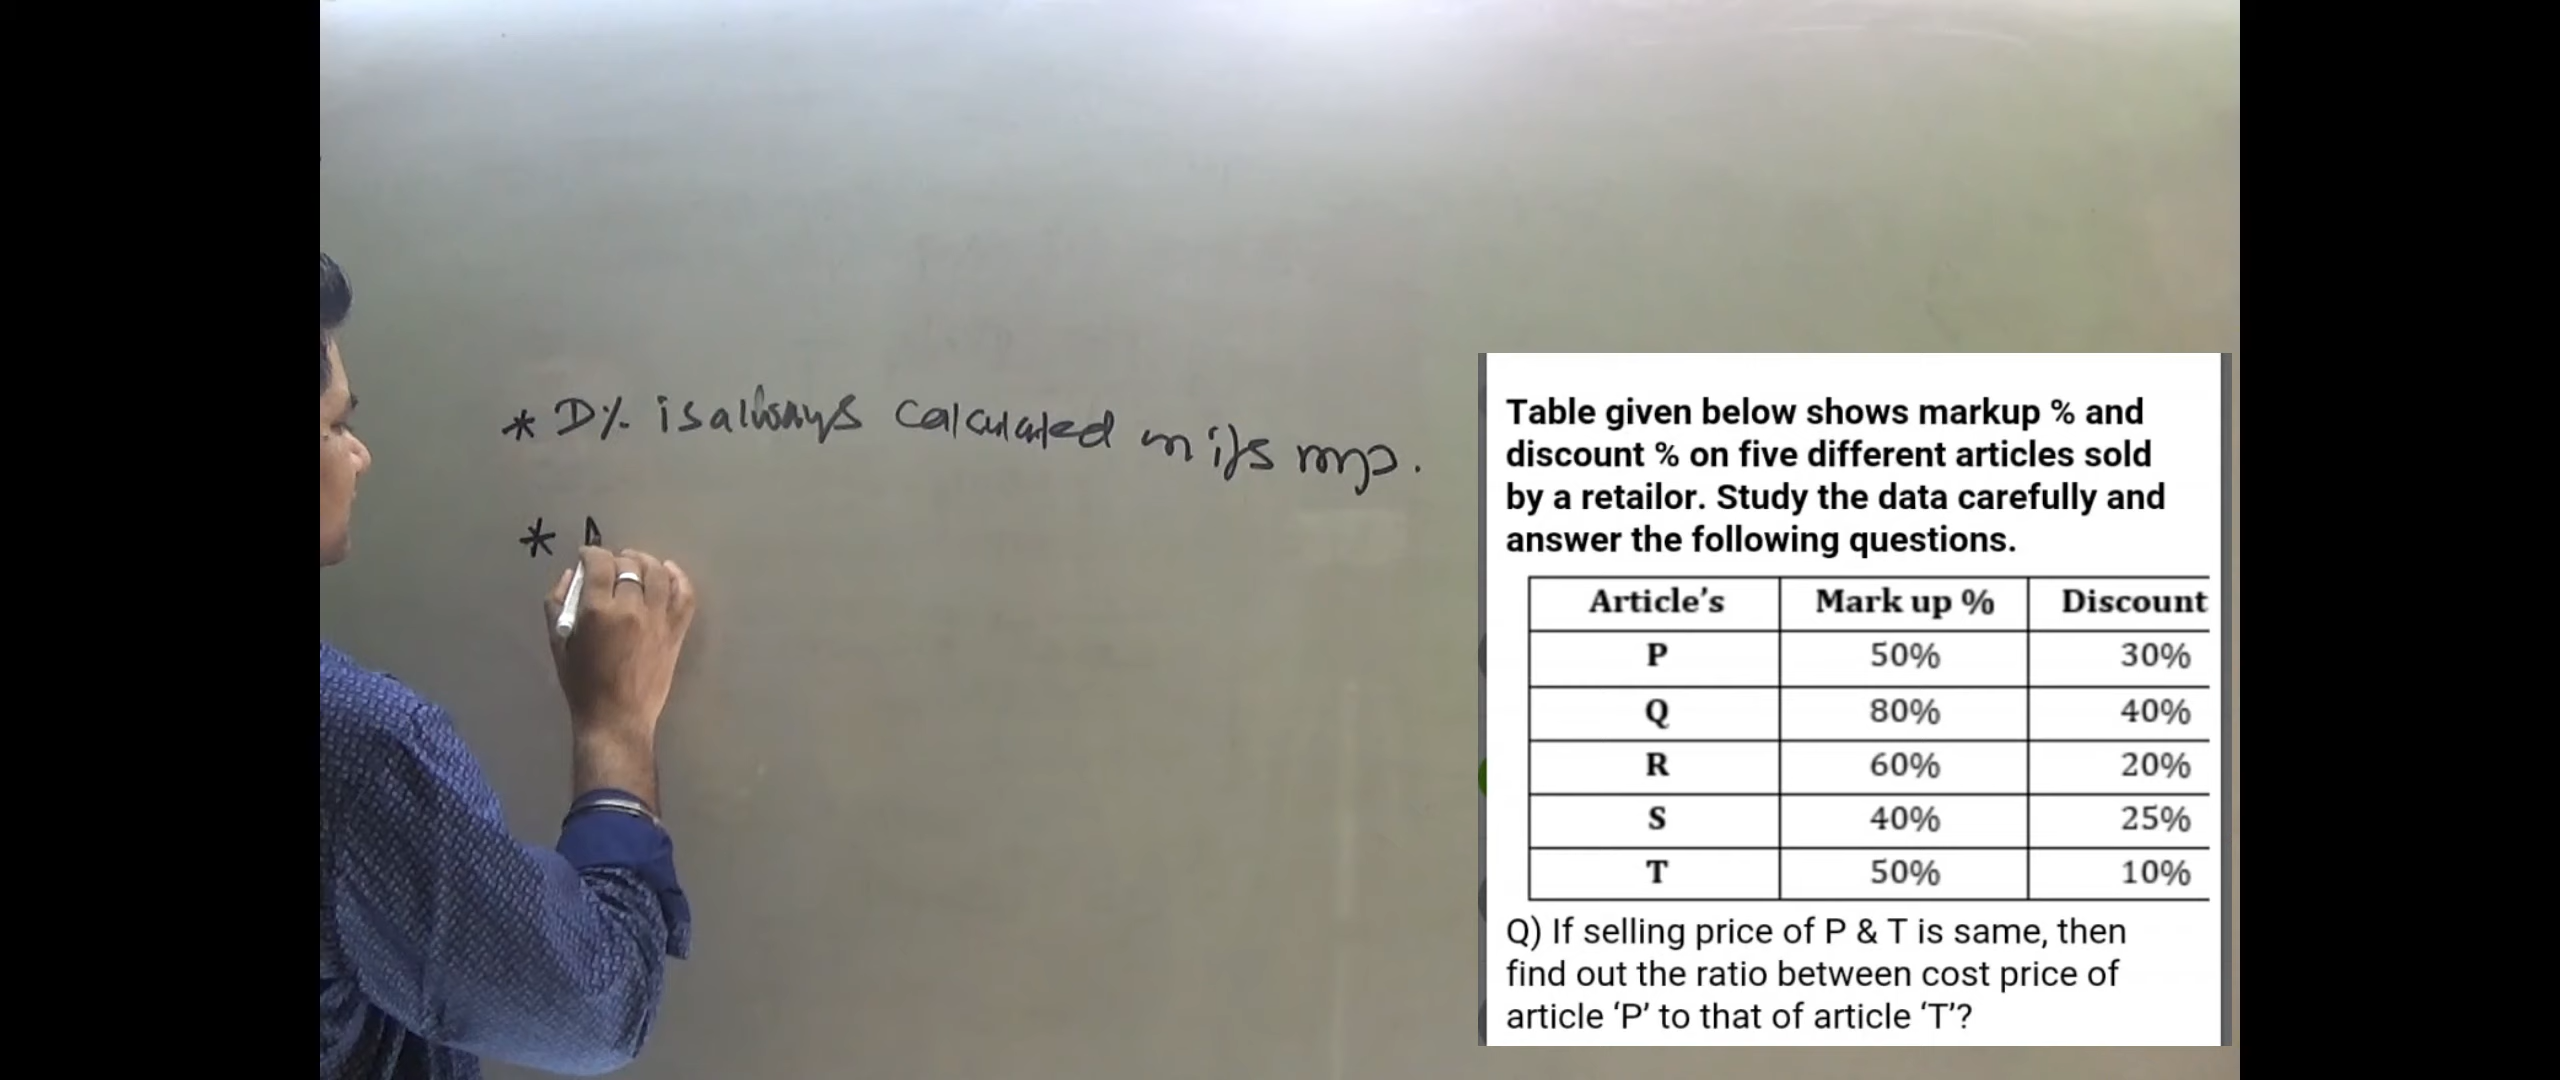 * D% is always calculated on its mp.
* A
Table given below shows markup % and
discount % on five different articles sold
by a retailor. Study the data carefully and
answer the following questions.
Article's Mark up % Discount
P 50% 30%
Q 80% 40%
R 60% 20%
S 40% 25%
T 50% 10%
Q) If selling price of P & T is same, then
find out the ratio between cost price of
article ‘P’ to that of article ‘T’?